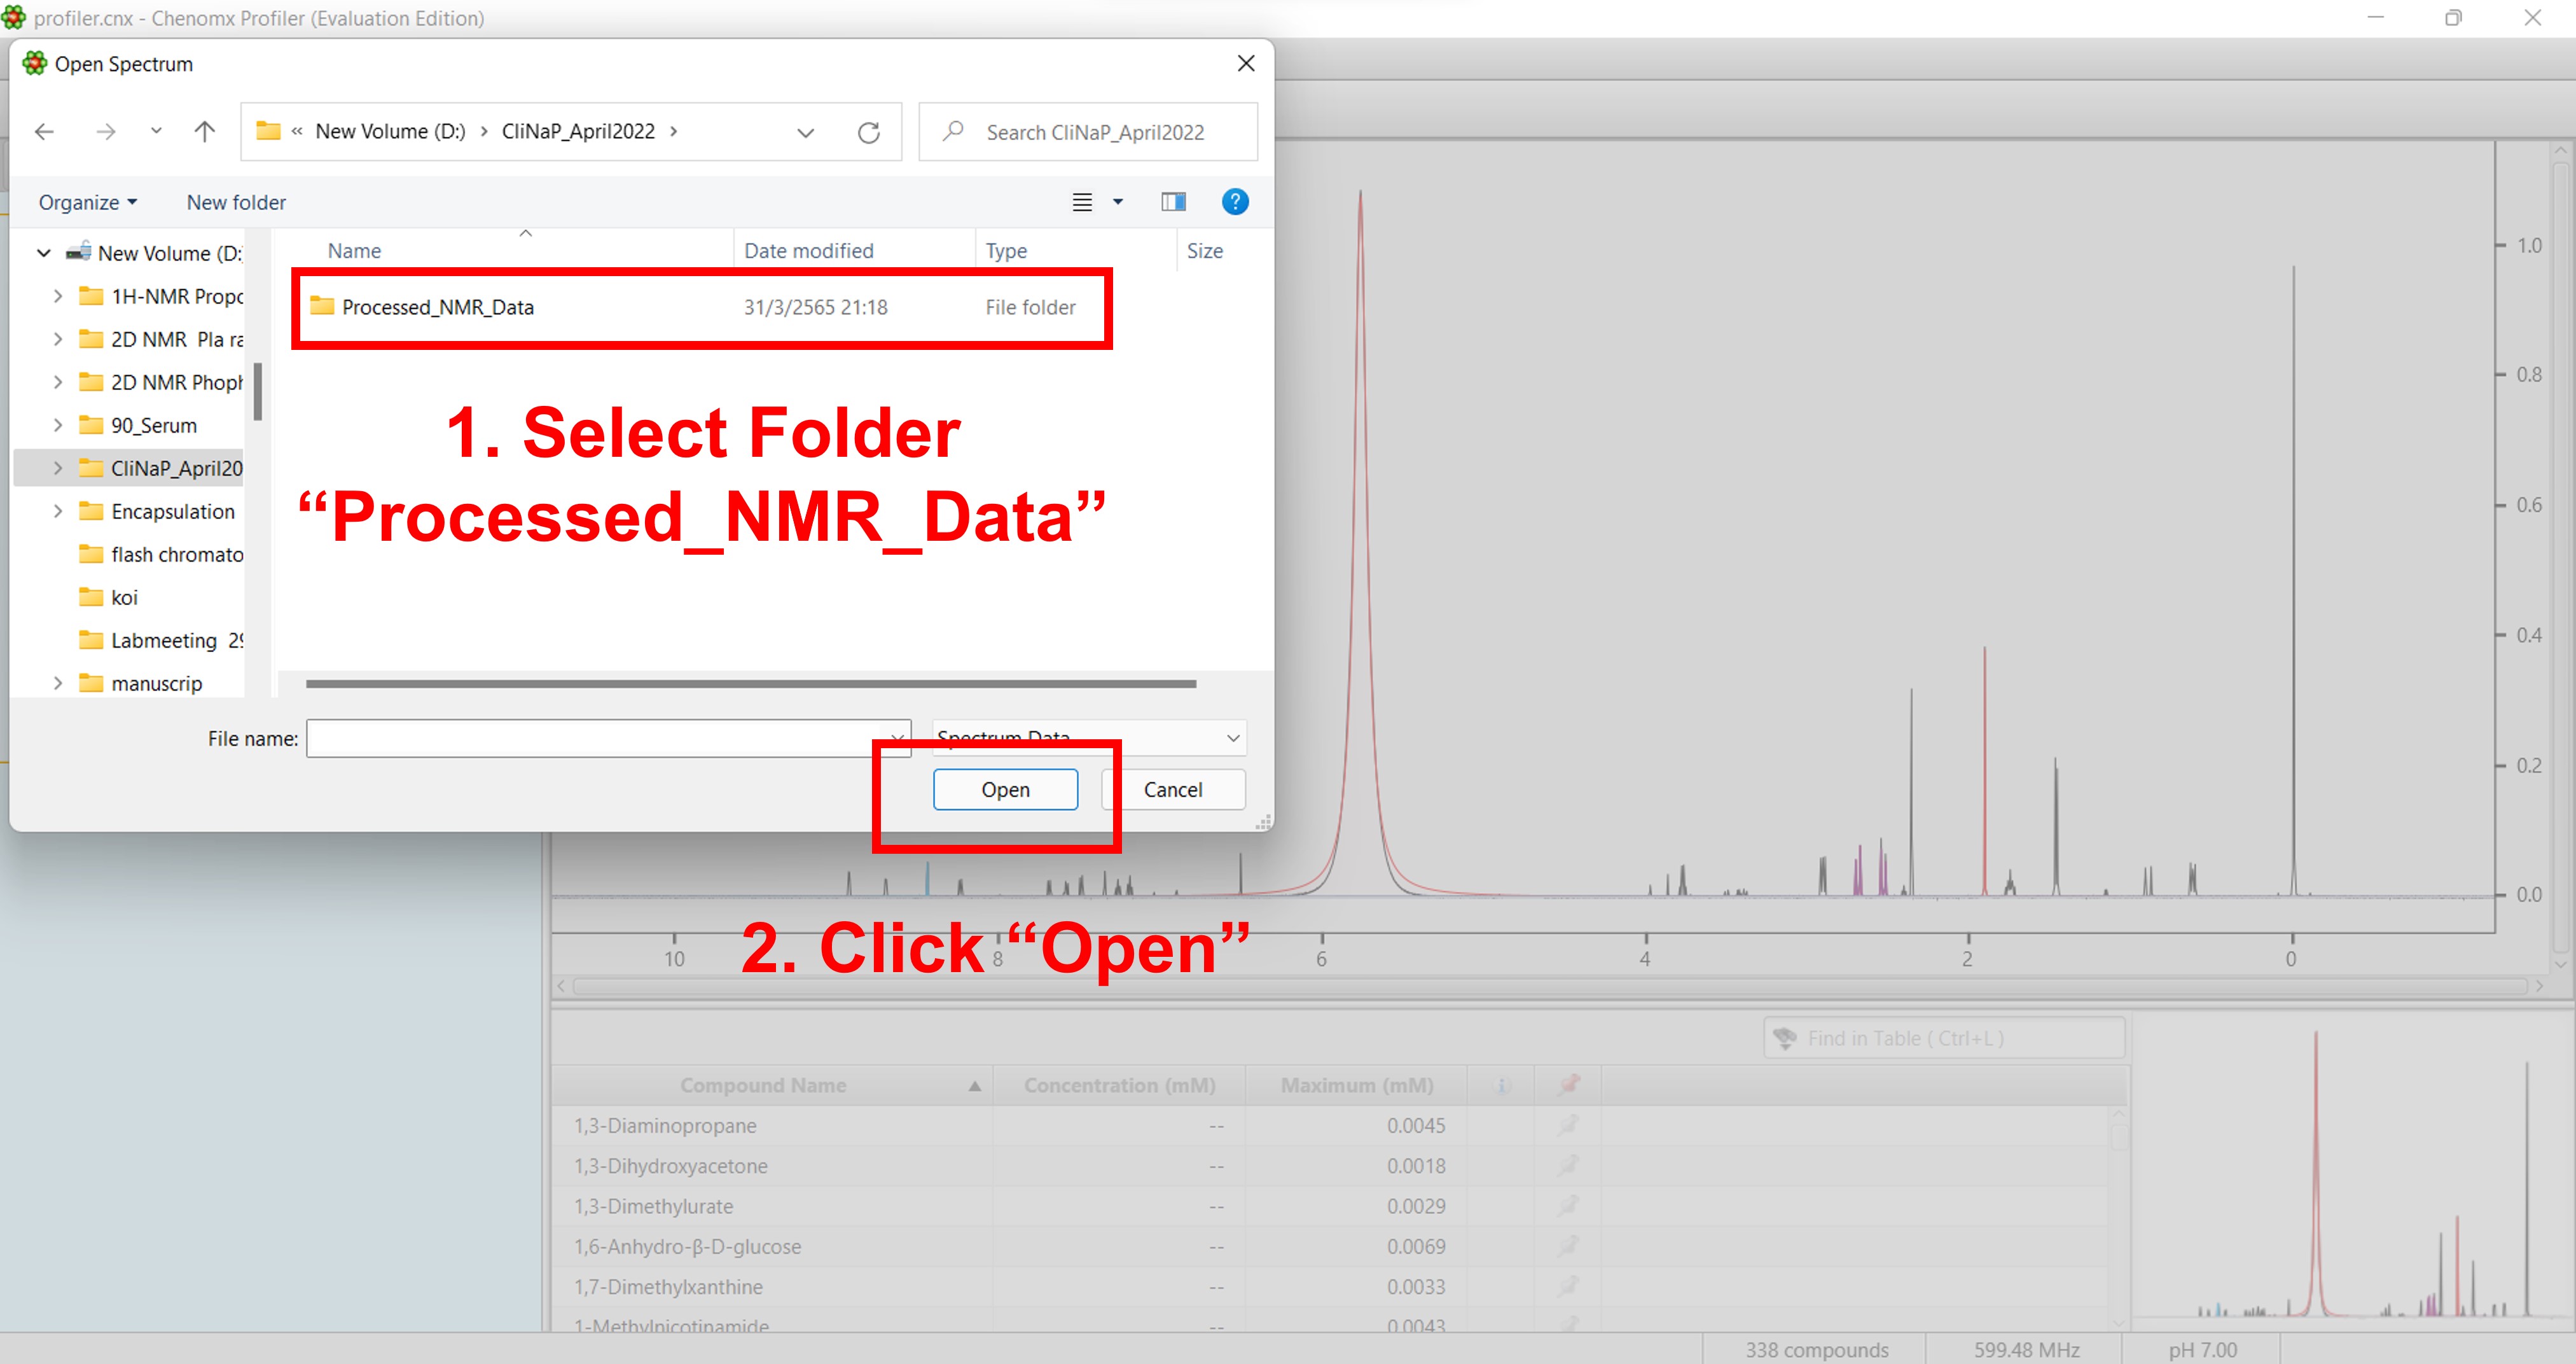 profiler.cnx - Chenomx Profiler (Evaluation Edition)
Open Spectrum
« New Volume (D:) › CliNaP_April2022 ›
Search CliNaP_April2022
Organize
New folder
?
Name
Date modified
Type
Size
New Volume (D:
1H-NMR Propo
2D NMR Pla ra
2D NMR Phoph
90_Serum
CliNaP_April20
Encapsulation
flash chromato
koi
Labmeeting 29
manuscrip
Processed_NMR_Data
31/3/2565 21:18
File folder
1. Select Folder
“Processed_NMR_Data”
File name:
Spectrum Data
Open
Cancel
2. Click “Open”
1.0
0.8
0.6
0.4
0.2
0.0
10
8
6
4
2
0
Find in Table ( Ctrl+L )
Compound Name
Concentration (mM)
Maximum (mM)
1,3-Diaminopropane -- 0.0045
1,3-Dihydroxyacetone -- 0.0018
1,3-Dimethylurate -- 0.0029
1,6-Anhydro-β-D-glucose -- 0.0069
1,7-Dimethylxanthine -- 0.0033
1-Methylnicotinamide -- 0.0043
338 compounds
599.48 MHz
pH 7.00